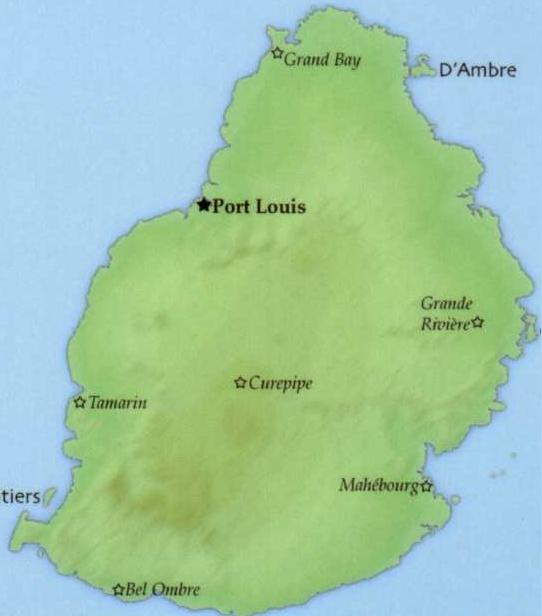 Grand Bay
D'Ambre
Port Louis
Grande
Rivière
Curepipe
Tamarin
Mahébourg
tiers
Bel Ombre